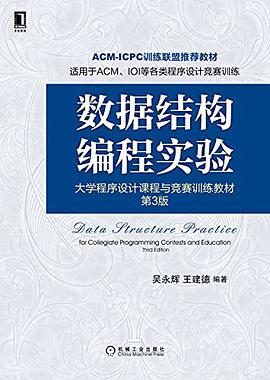 ACM-ICPC训练联盟推荐教材
适用于ACM、IOI等各类程序设计竞赛训练
数据结构
编程实验
大学程序设计课程与竞赛训练教材
第3版
Data Structure Practice
for Collegiate Programming Contests and Education
Third Edition
吴永辉 王建德 编著
机械工业出版社
China Machine Press